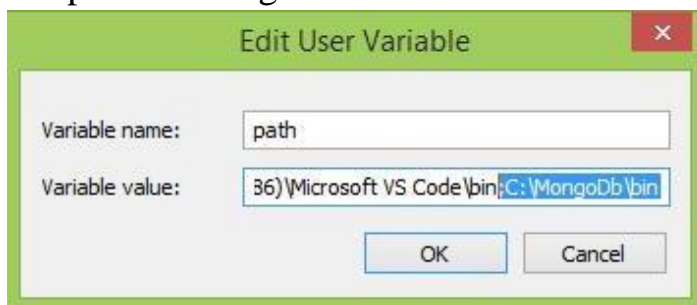 Edit User Variable
×
Variable name: path
Variable value: 86)\Microsoft VS Code\bin;C:\MongoDb\bin
OK Cancel